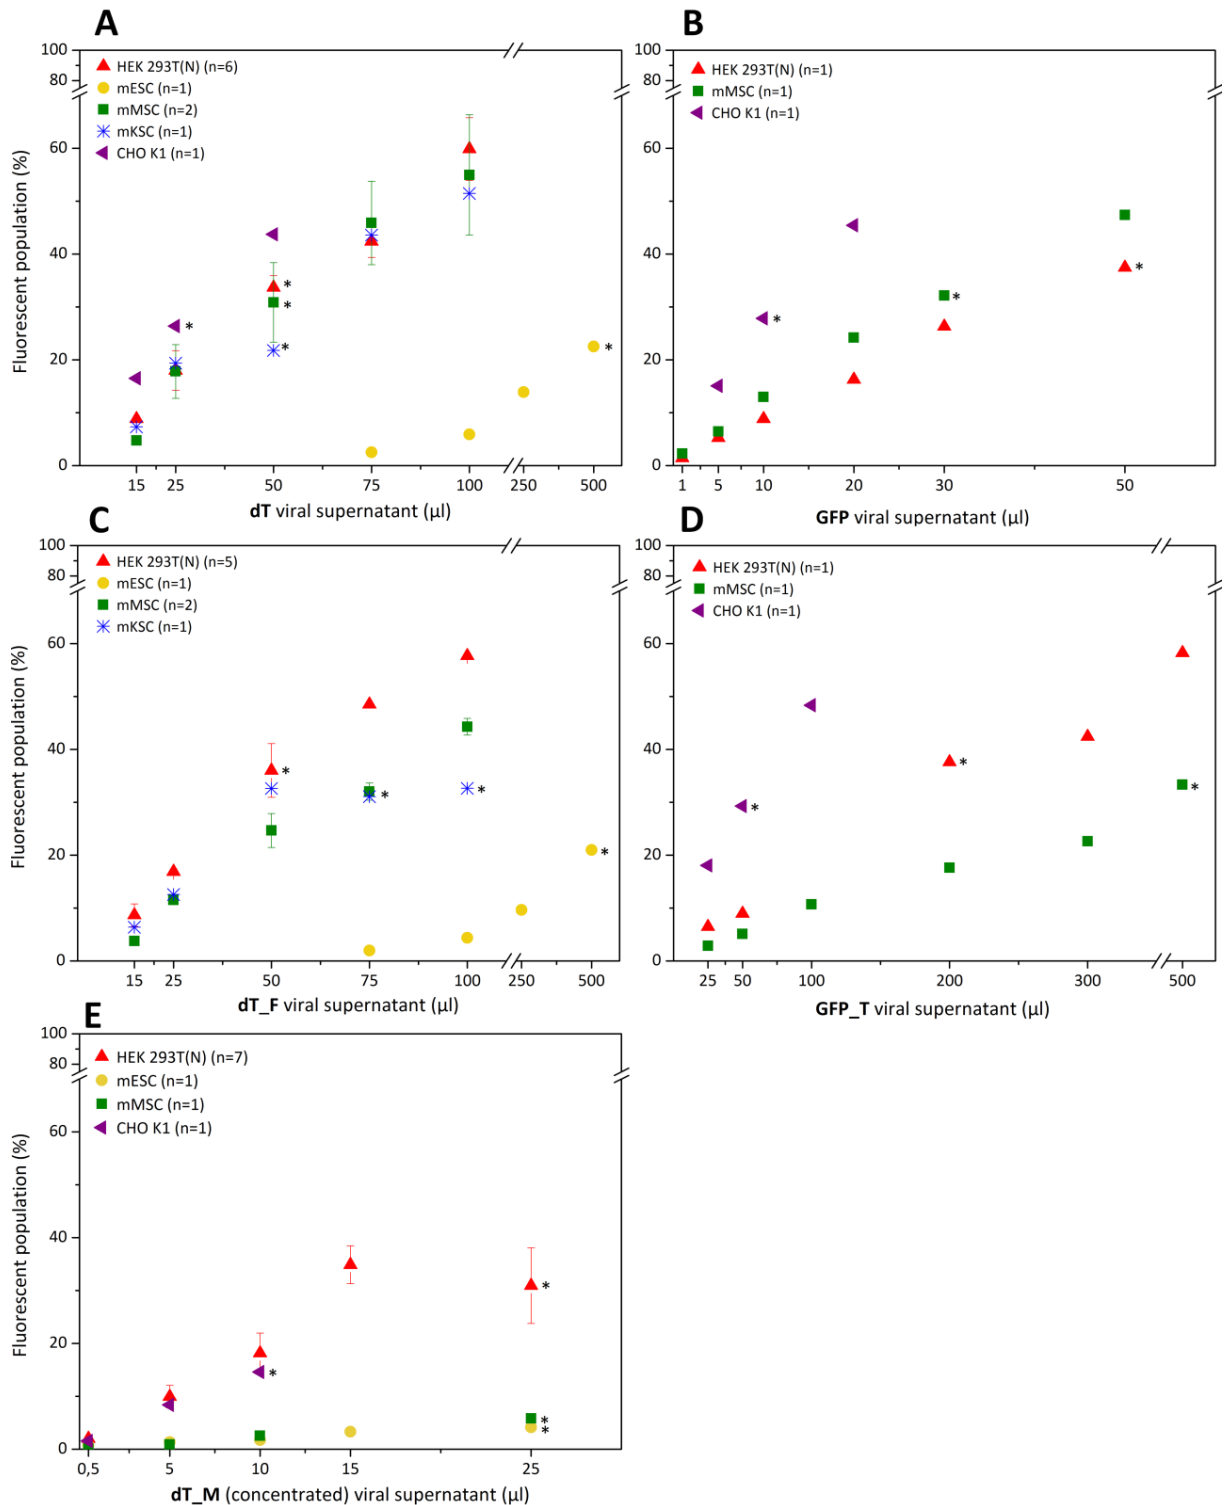 A
Fluorescent population (%)
100
80
60
40
20
0
HEK 293T(N) (n=6)
mESC (n=1)
mMSC (n=2)
mKSC (n=1)
CHO K1 (n=1)
*
*
*
*
*
15 25 50 75 100 250 500
dT viral supernatant (µl)
B
100
80
60
40
20
0
HEK 293T(N) (n=1)
mMSC (n=1)
CHO K1 (n=1)
*
*
*
1 5 10 20 30 50
GFP viral supernatant (µl)
C
Fluorescent population (%)
100
80
60
40
20
0
HEK 293T(N) (n=5)
mESC (n=1)
mMSC (n=2)
mKSC (n=1)
*
*
*
*
15 25 50 75 100 250 500
dT_F viral supernatant (µl)
D
100
80
60
40
20
0
HEK 293T(N) (n=1)
mMSC (n=1)
CHO K1 (n=1)
*
*
*
25 50 100 200 300 500
GFP_T viral supernatant (µl)
E
Fluorescent population (%)
100
80
60
40
20
0
HEK 293T(N) (n=7)
mESC (n=1)
mMSC (n=1)
CHO K1 (n=1)
*
*
*
*
0,5 5 10 15 25
dT_M (concentrated) viral supernatant (µl)